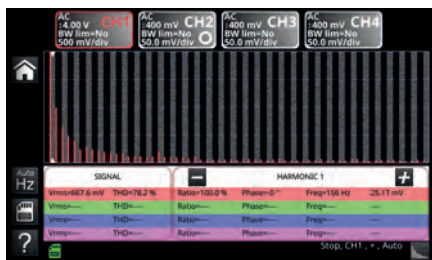 AC
:4.00 V CH1
BW lim=No
500 mV/div
AC
:400 mV CH2
BW lim=No
50.0 mV/div
AC
:400 mV CH3
BW lim=No
50.0 mV/div
AC
:400 mV CH4
BW lim=No
50.0 mV/div
Auto
Hz
SIGNAL
− HARMONIC 1 +
Vrms=667.6 mV THD=78.2 % Ratio=100.0 % Phase=-0 ° Freq=156 Hz 25.17 mV
Vrms=---- THD=---- Ratio=---- Phase=---- Freq=---- ----
Vrms=---- THD=---- Ratio=---- Phase=---- Freq=---- ----
Vrms=---- THD=---- Ratio=---- Phase=---- Freq=---- ----
?
Stop, CH1 , , Auto